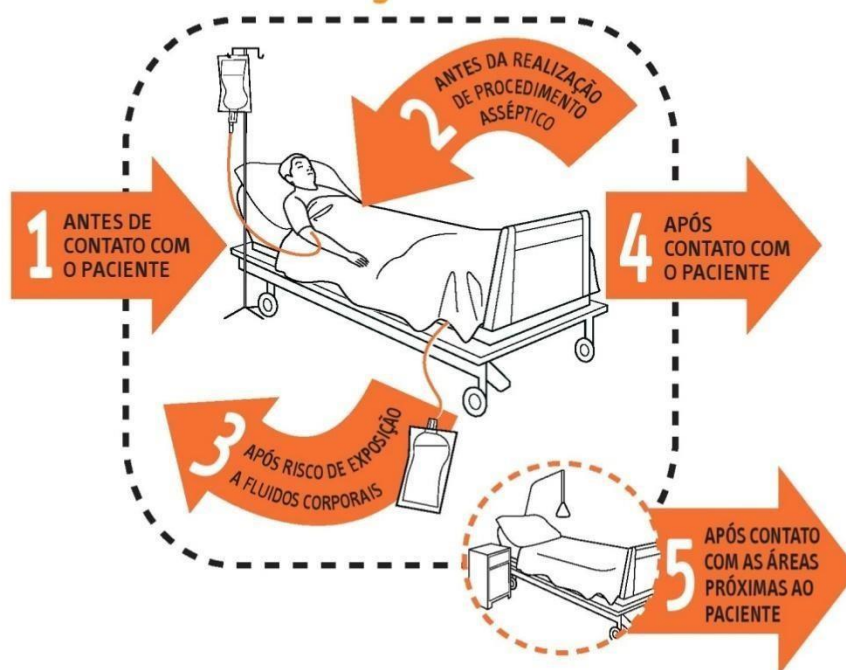 1 ANTES DE
CONTATO COM
O PACIENTE
2 ANTES DA REALIZAÇÃO
DE PROCEDIMENTO
ASSÉPTICO
3 APÓS RISCO DE EXPOSIÇÃO
A FLUIDOS CORPORAIS
4 APÓS
CONTATO COM
O PACIENTE
5 APÓS CONTATO
COM AS ÁREAS
PRÓXIMAS AO
PACIENTE